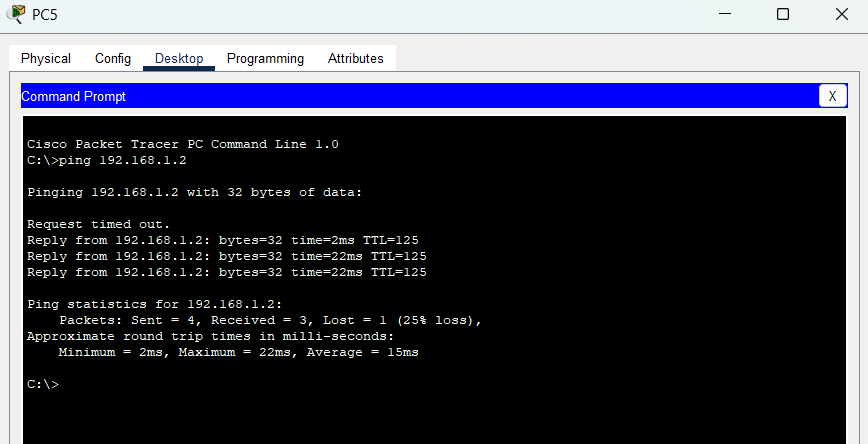 PC5
Physical Config Desktop Programming Attributes
Command Prompt X
Cisco Packet Tracer PC Command Line 1.0
C:\>ping 192.168.1.2
Pinging 192.168.1.2 with 32 bytes of data:
Request timed out.
Reply from 192.168.1.2: bytes=32 time=2ms TTL=125
Reply from 192.168.1.2: bytes=32 time=22ms TTL=125
Reply from 192.168.1.2: bytes=32 time=22ms TTL=125
Ping statistics for 192.168.1.2:
Packets: Sent = 4, Received = 3, Lost = 1 (25% loss),
Approximate round trip times in milli-seconds:
Minimum = 2ms, Maximum = 22ms, Average = 15ms
C:\>